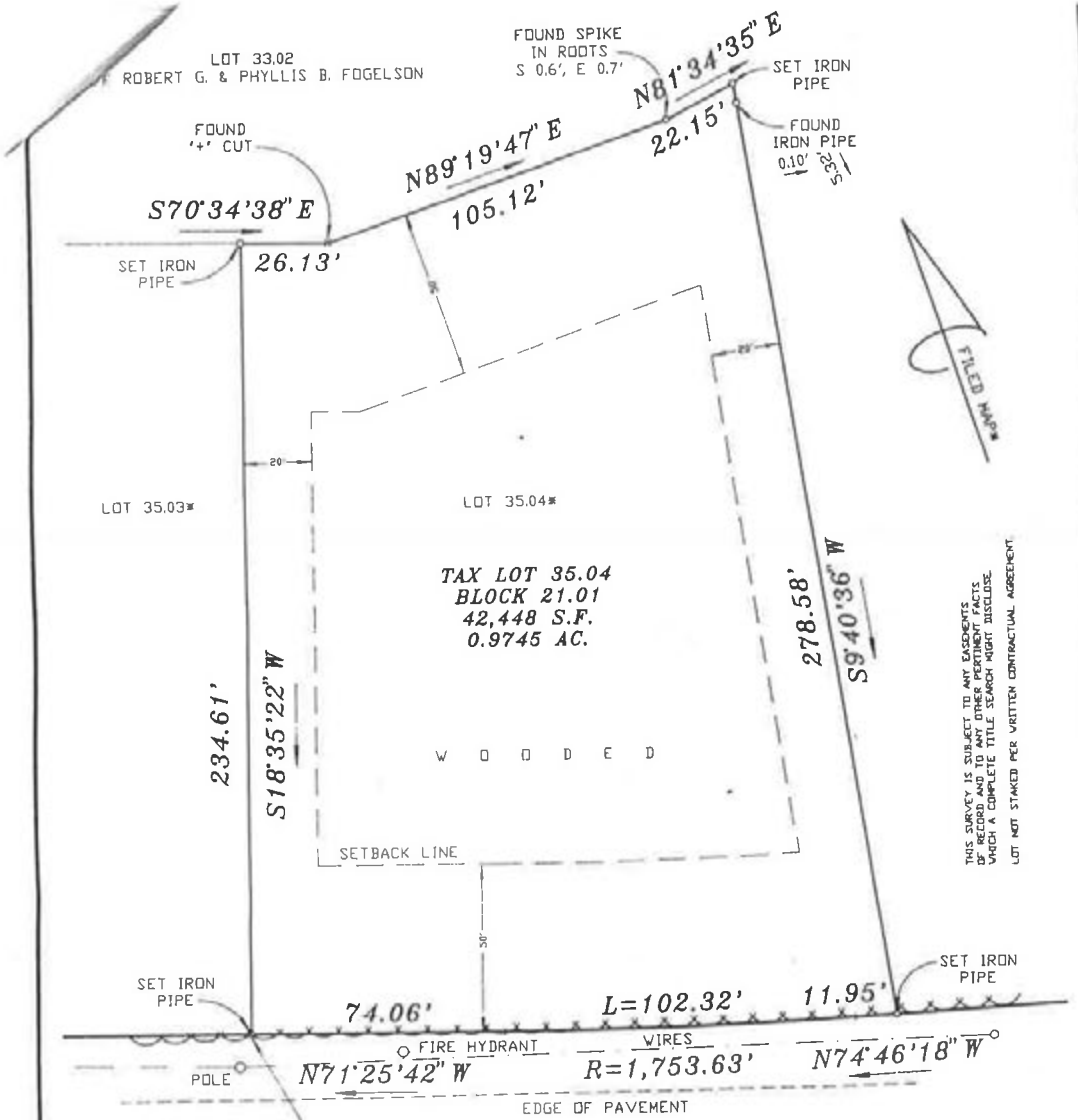 LOT 33.02
ROBERT G. & PHYLLIS B. FOGELSON
FOUND SPIKE
IN ROOTS
S 0.6', E 0.7'
N81°34'35" E
22.15'
SET IRON
PIPE
FOUND
IRON PIPE
0.10'
5.32'
FOUND
'+' CUT
N89°19'47" E
105.12'
S70°34'38" E
26.13'
SET IRON
PIPE
50'
20'
FILED MAP*
20'
LOT 35.03*
LOT 35.04*
TAX LOT 35.04
BLOCK 21.01
42,448 S.F.
0.9745 AC.
278.58'
S9°40'36" W
234.61'
S18°35'22" W
WOODED
THIS SURVEY IS SUBJECT TO ANY EASEMENTS
OF RECORD AND TO ANY OTHER PERTINENT FACTS
WHICH A COMPLETE TITLE SEARCH MIGHT DISCLOSE.
LOT NOT STAKED PER WRITTEN CONTRACTUAL AGREEMENT.
SETBACK LINE
50'
SET IRON
PIPE
SET IRON
PIPE
74.06'
L=102.32'
11.95'
FIRE HYDRANT
WIRES
POLE
N71°25'42" W
R=1,753.63'
N74°46'18" W
EDGE OF PAVEMENT